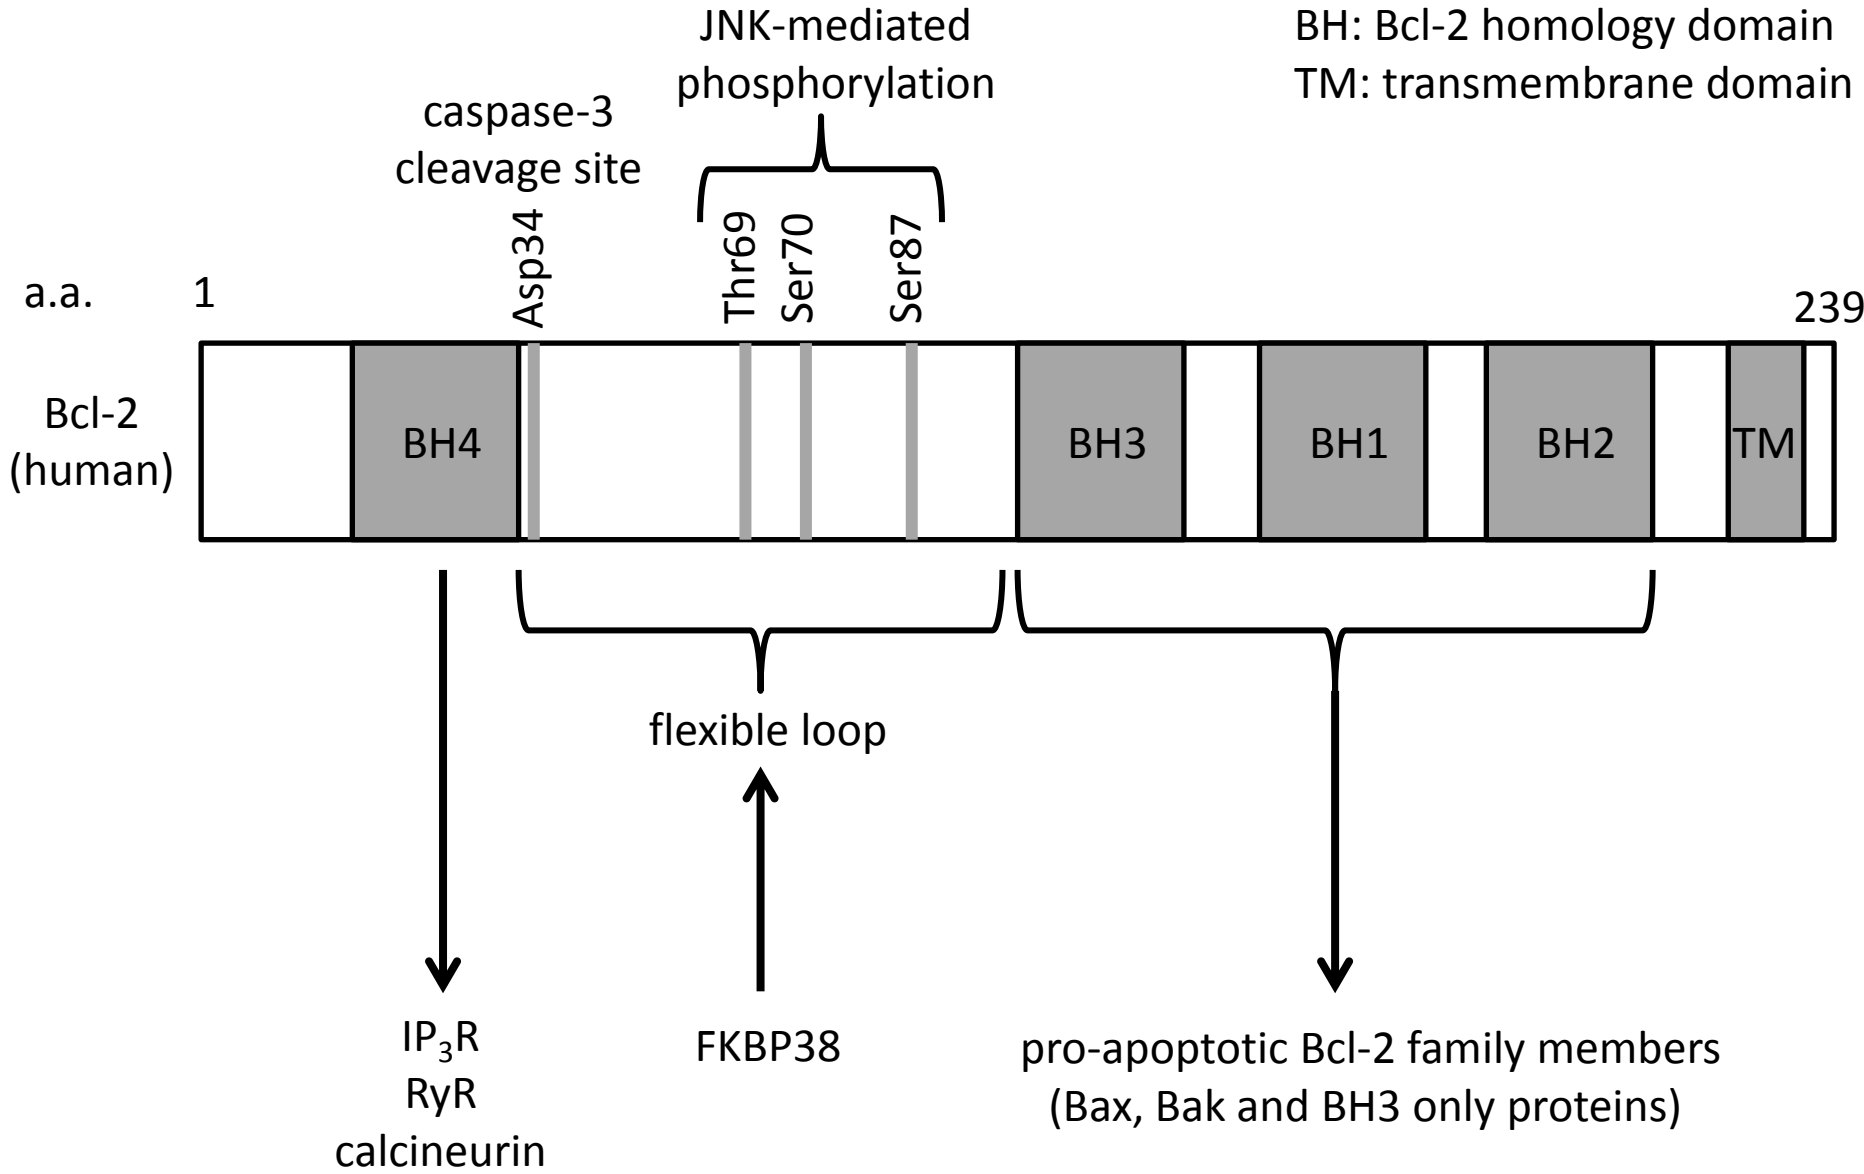 JNK-mediated
phosphorylation
BH: Bcl-2 homology domain
TM: transmembrane domain
caspase-3
cleavage site
Asp34
Thr69
Ser70
Ser87
a.a.
1
239
Bcl-2
(human)
BH4
BH3
BH1
BH2
TM
flexible loop
IP₃R
RyR
calcineurin
FKBP38
pro-apoptotic Bcl-2 family members
(Bax, Bak and BH3 only proteins)